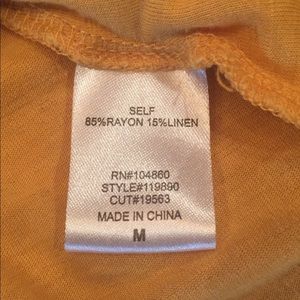 SELF
85%RAYON 15%LINEN
RN#104860
STYLE#119890
CUT#19563
MADE IN CHINA
M